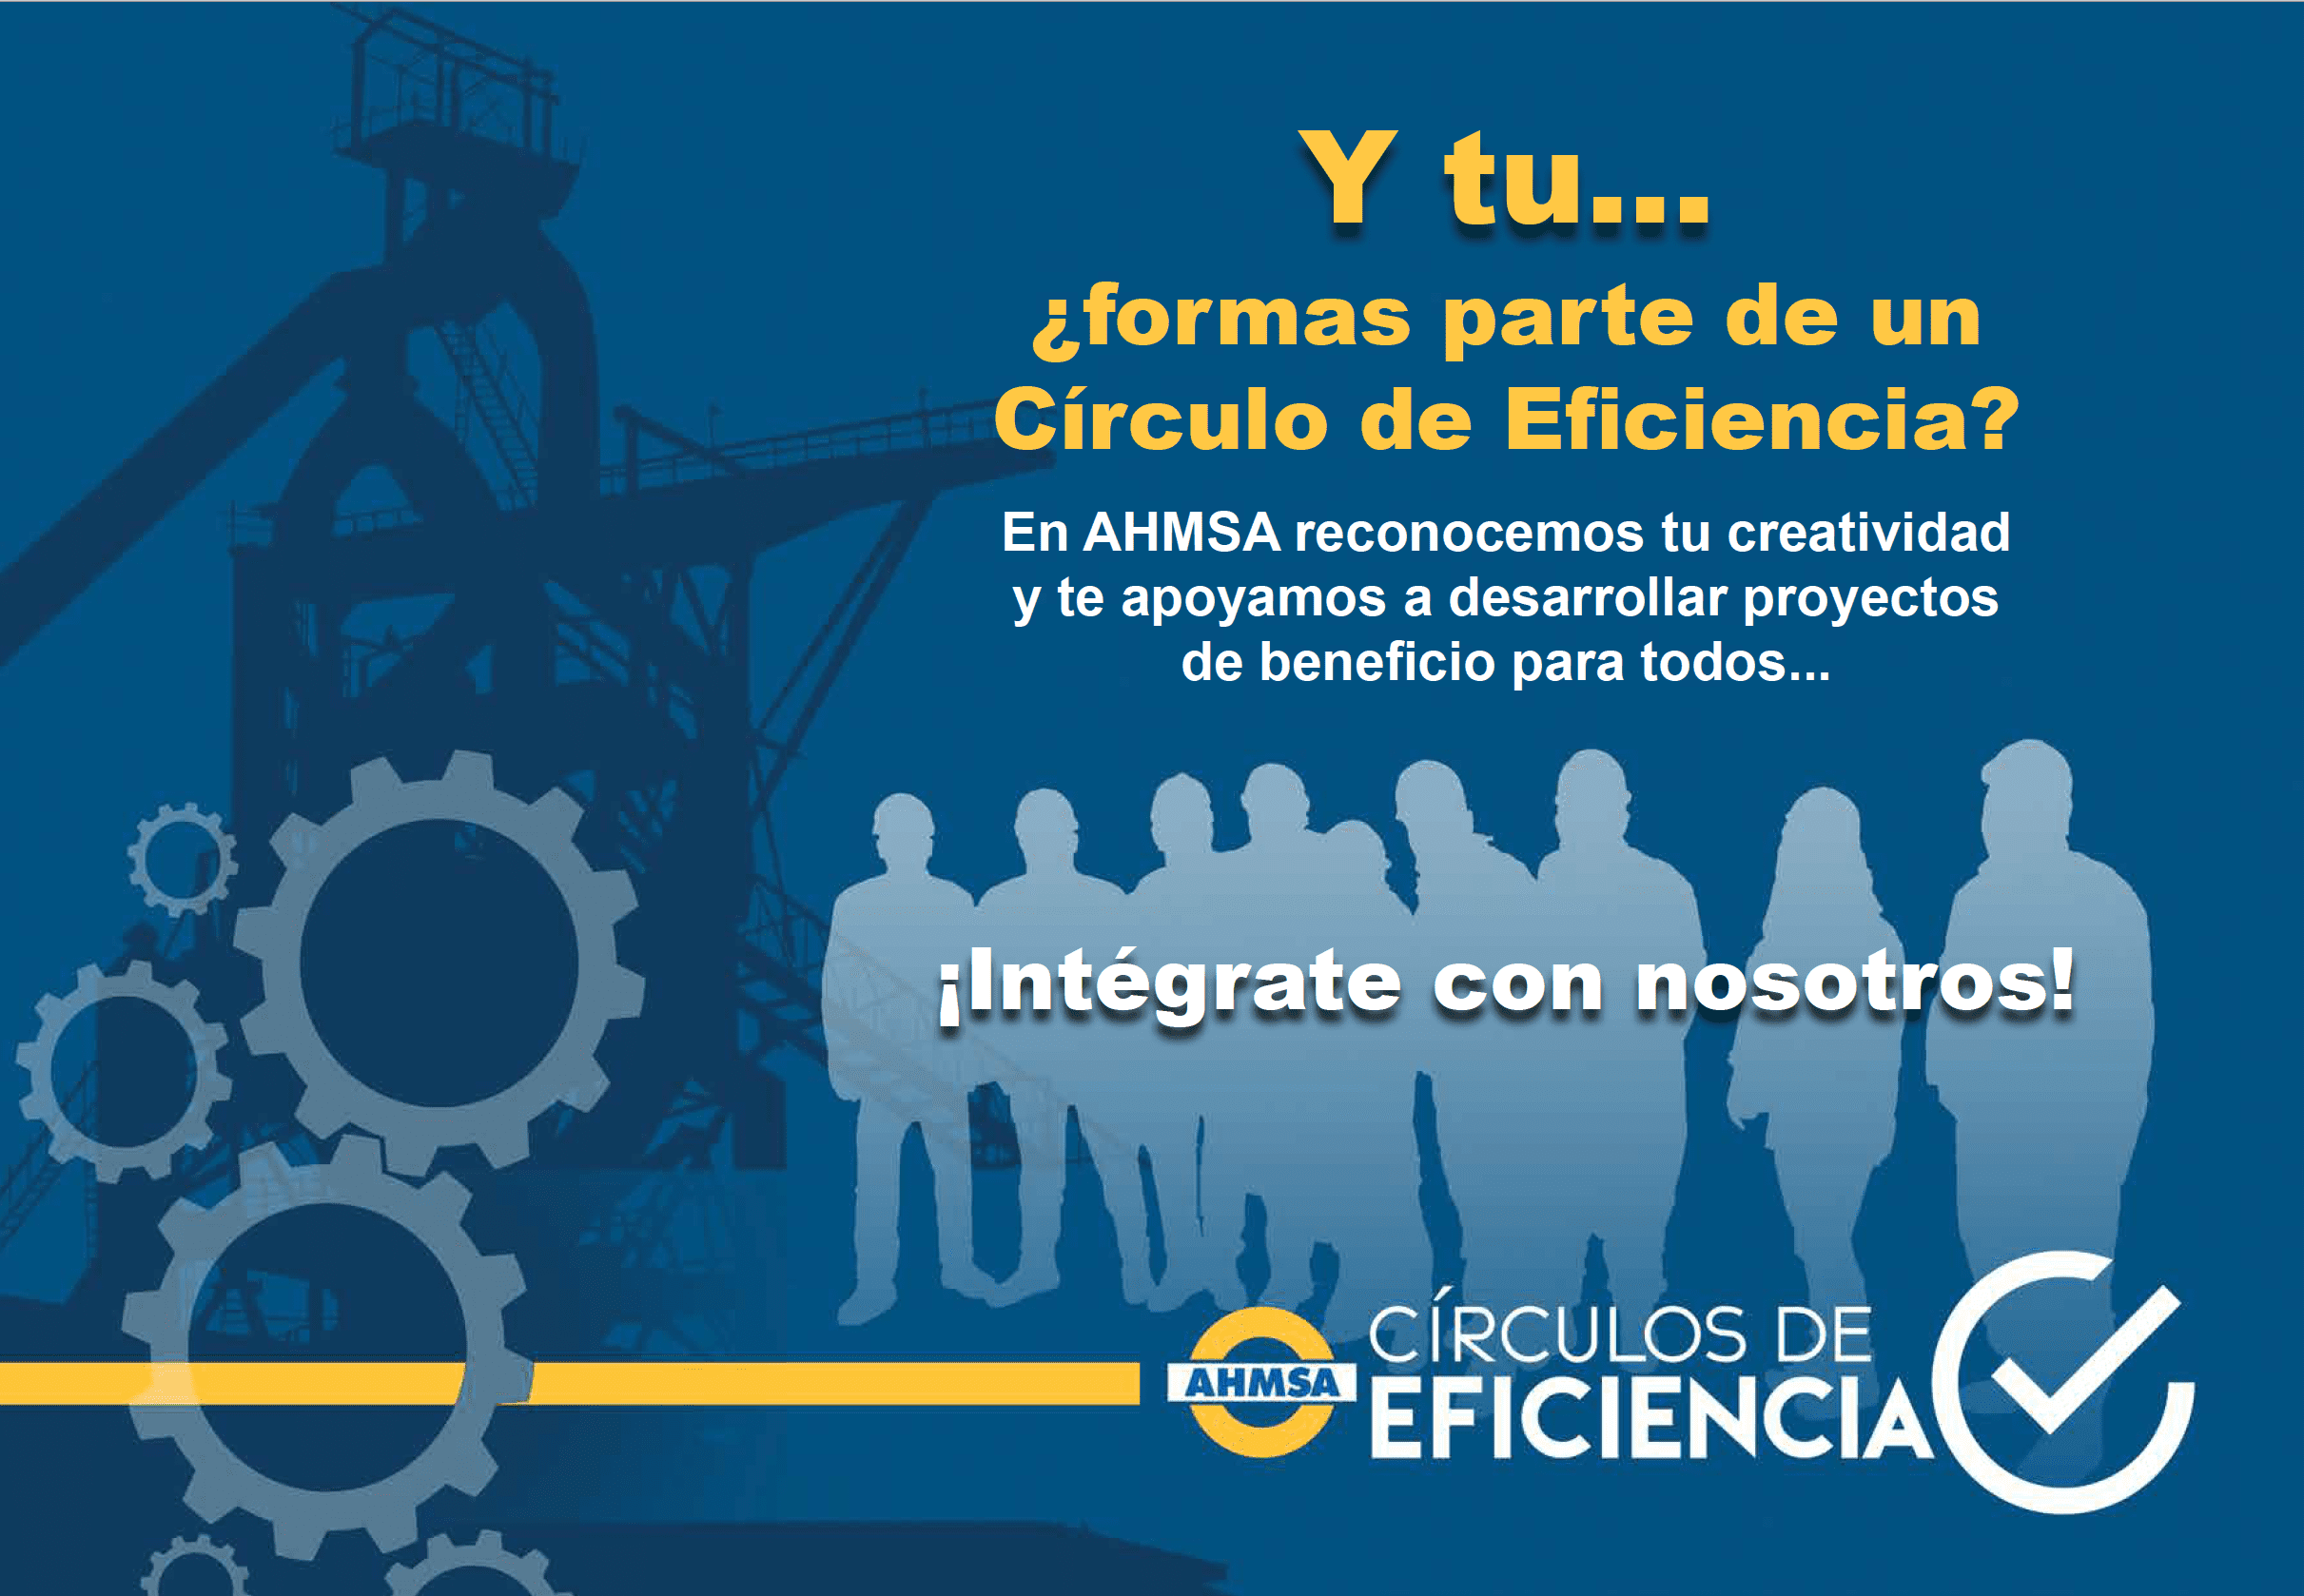 Y tu...
¿formas parte de un
Círculo de Eficiencia?
En AHMSA reconocemos tu creatividad
y te apoyamos a desarrollar proyectos
de beneficio para todos...
¡Intégrate con nosotros!
AHMSA
CÍRCULOS DE
EFICIENCIA